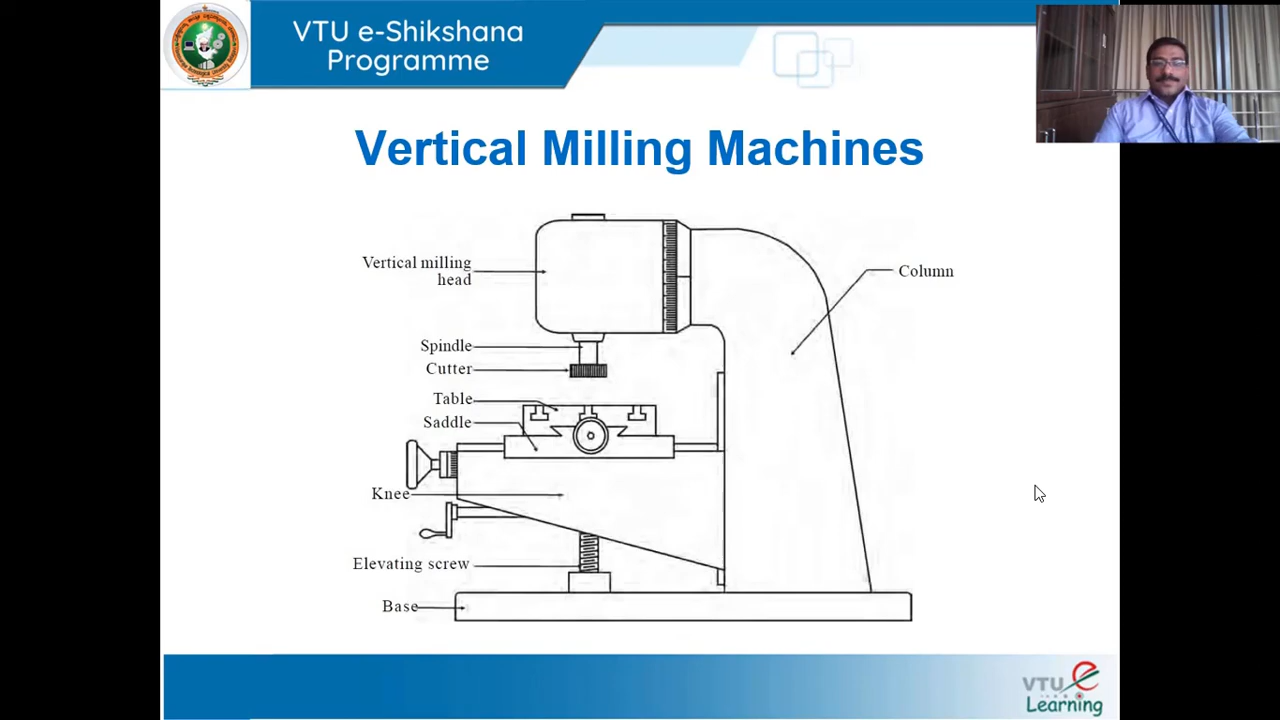 VTU e-Shikshana
Programme
Vertical Milling Machines
Vertical milling
head
Column
Spindle
Cutter
Table
Saddle
Knee
Elevating screw
Base
VTU e
Learning